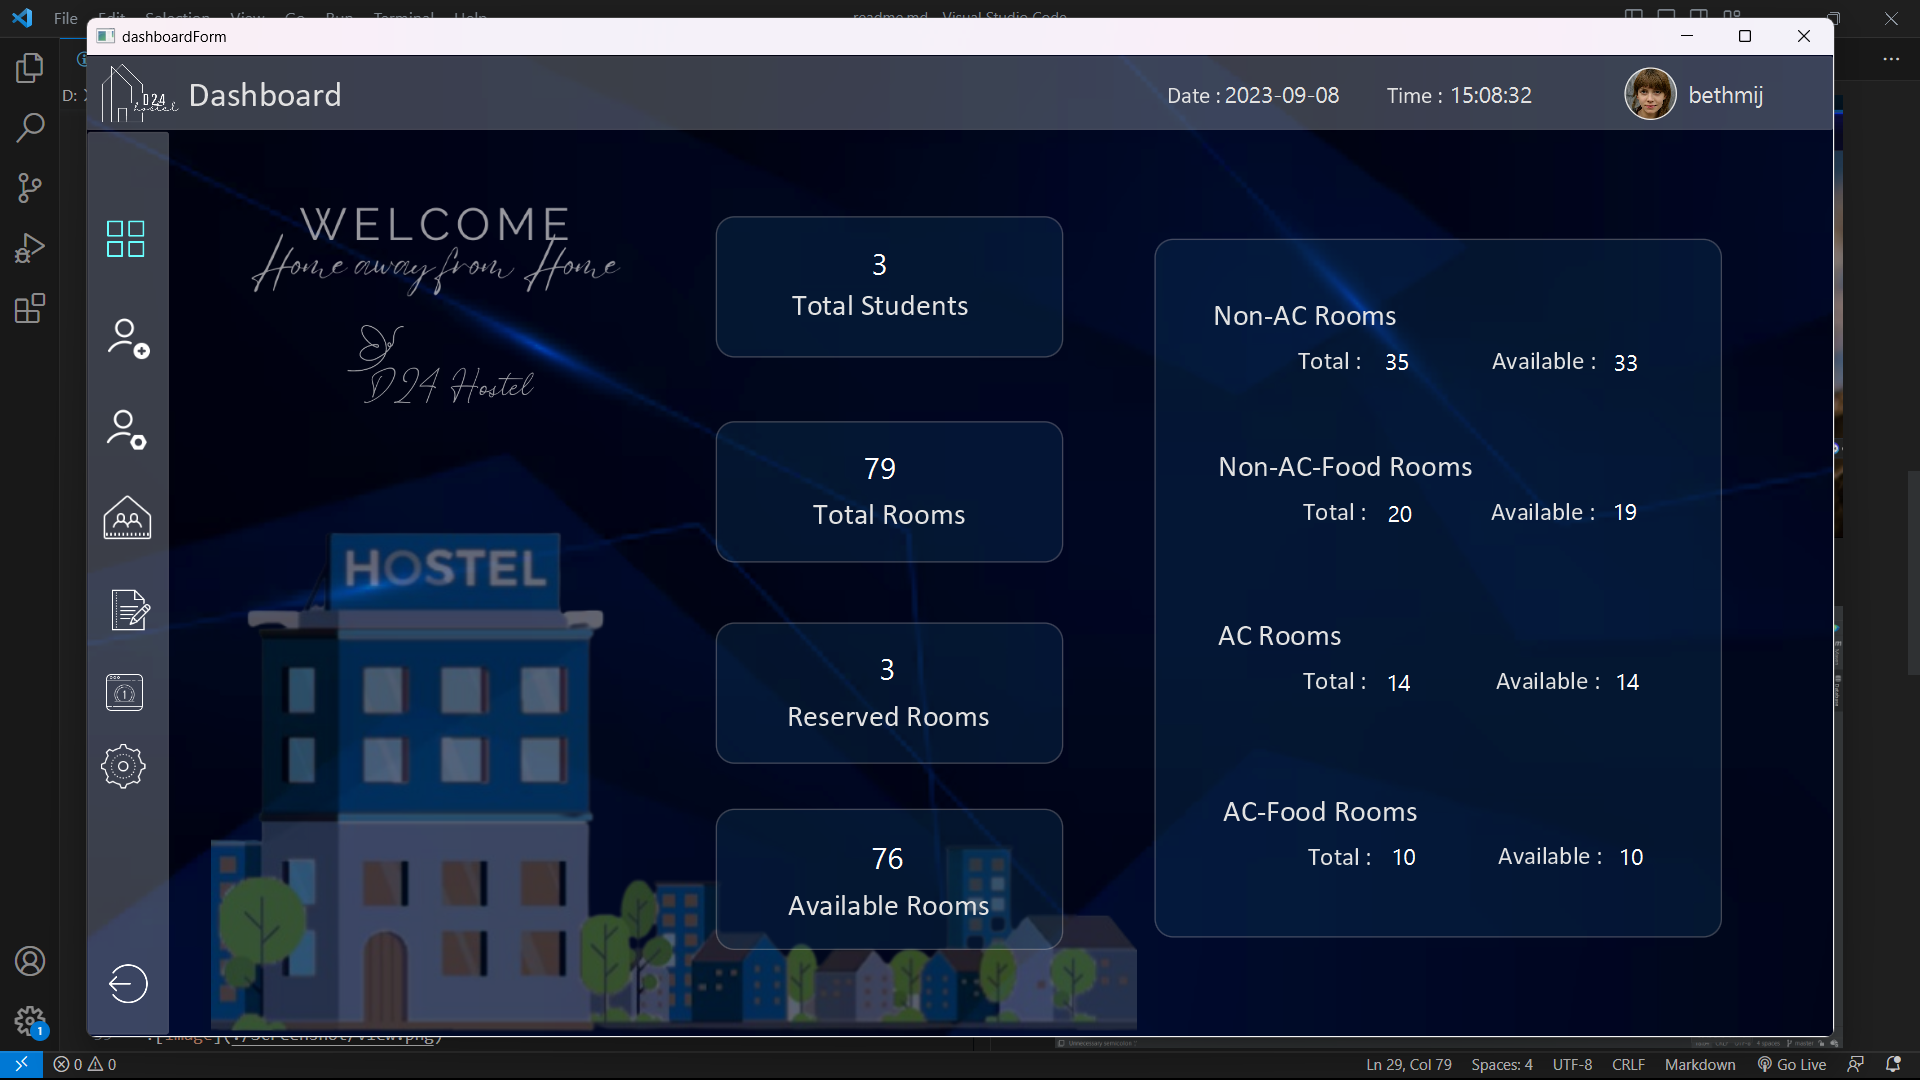 File Edit Selection View Go Run Terminal Help
readme.md - Visual Studio Code
dashboardForm
D24
hostel
Dashboard
Date : 2023-09-08
Time : 15:08:32
bethmij
D:
WELCOME
Home away from Home
D24 Hostel
HOSTEL
3
Total Students
79
Total Rooms
3
Reserved Rooms
76
Available Rooms
Non-AC Rooms
Total : 35 Available : 33
Non-AC-Food Rooms
Total : 20 Available : 19
AC Rooms
Total : 14 Available : 14
AC-Food Rooms
Total : 10 Available : 10
1
1
0 0
Ln 29, Col 79
Spaces: 4
UTF-8
CRLF
Markdown
Go Live